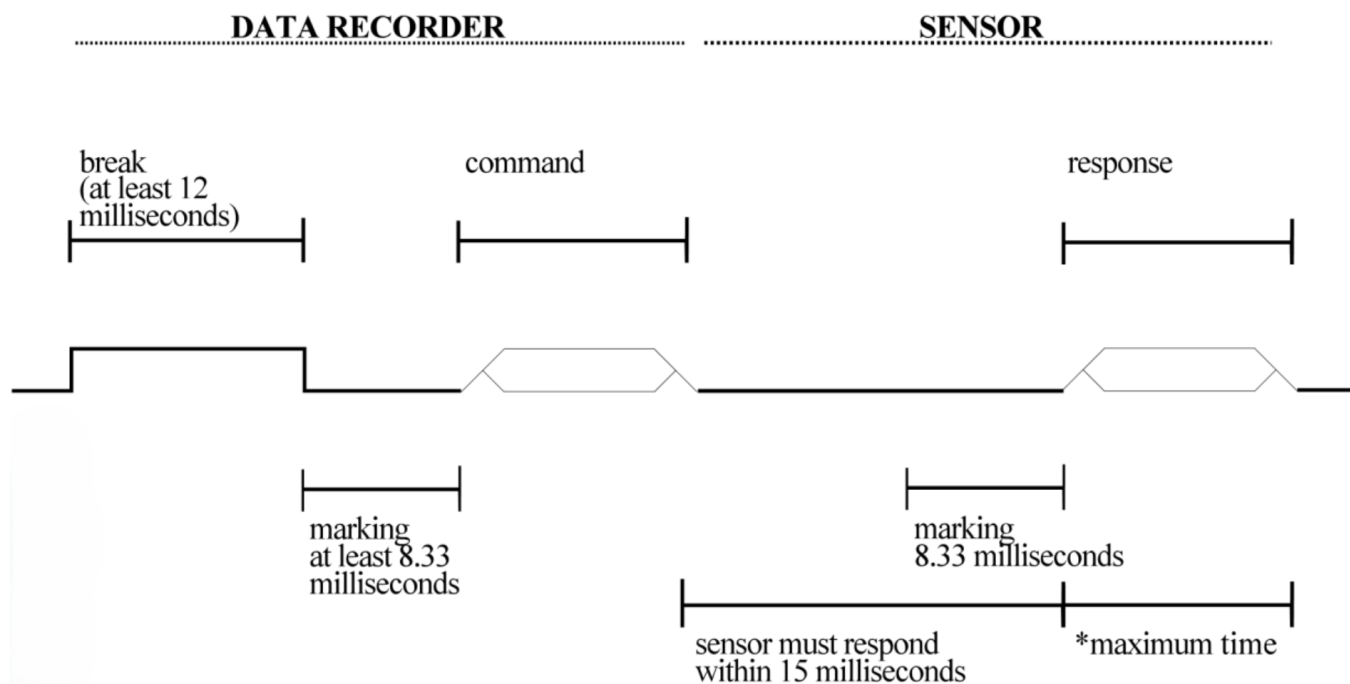 DATA RECORDER
SENSOR
break
(at least 12
milliseconds)
command
response
marking
at least 8.33
milliseconds
marking
8.33 milliseconds
sensor must respond
within 15 milliseconds
*maximum time